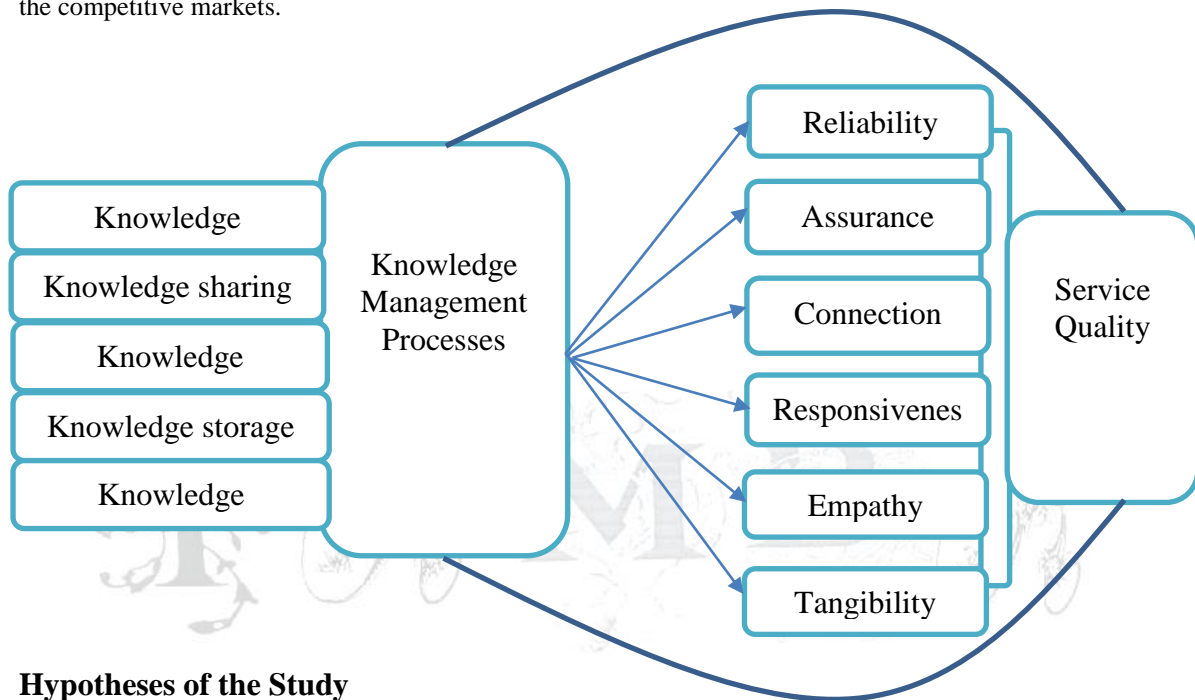 the competitive markets.
Knowledge
Knowledge sharing
Knowledge
Knowledge storage
Knowledge
Knowledge
Management
Processes
Reliability
Assurance
Connection
Responsivenes
Empathy
Tangibility
Service
Quality
Hypotheses of the Study